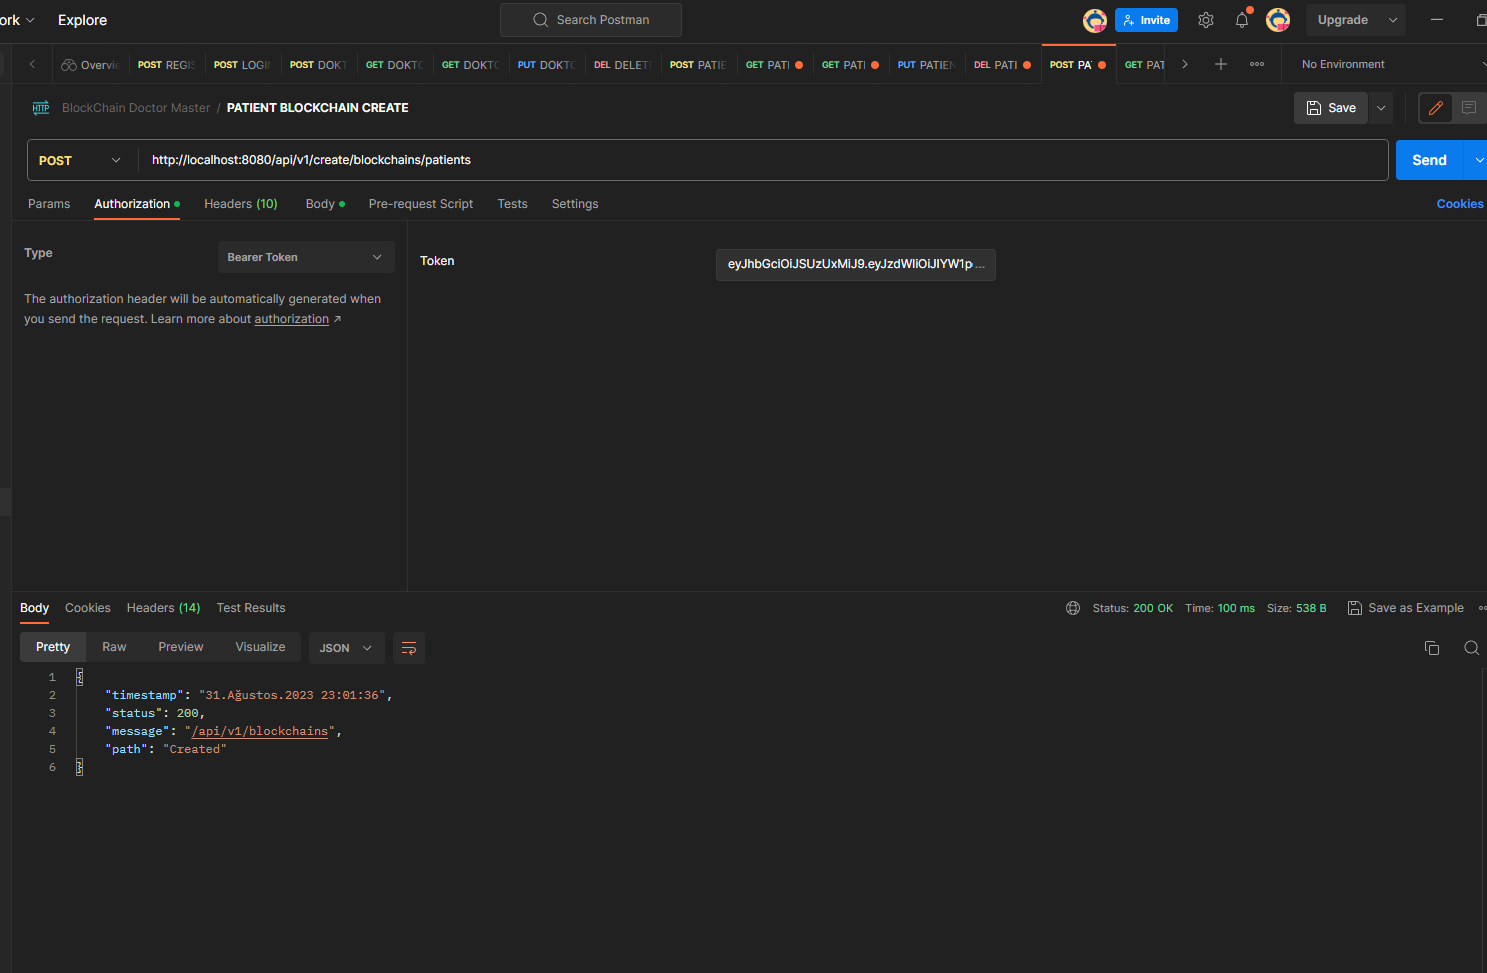 ork Explore Search Postman Invite Upgrade
Overvie POST REGIS POST LOGIN POST DOKT GET DOKTO GET DOKTO PUT DOKTO DEL DELET POST PATIE GET PATI GET PATI PUT PATIEN DEL PATI POST PA GET PAT No Environment
HTTP BlockChain Doctor Master / PATIENT BLOCKCHAIN CREATE Save
POST http://localhost:8080/api/v1/create/blockchains/patients Send
Params Authorization Headers (10) Body Pre-request Script Tests Settings Cookies
Type Bearer Token
Token eyJhbGciOiJSUzUxMiJ9.eyJzdWIiOiJIYW1p...
The authorization header will be automatically generated when
you send the request. Learn more about authorization ↗
Body Cookies Headers (14) Test Results Status: 200 OK Time: 100 ms Size: 538 B Save as Example
Pretty Raw Preview Visualize JSON
1 {
2 "timestamp": "31.Ağustos.2023 23:01:36",
3 "status": 200,
4 "message": "/api/v1/blockchains",
5 "path": "Created"
6 }